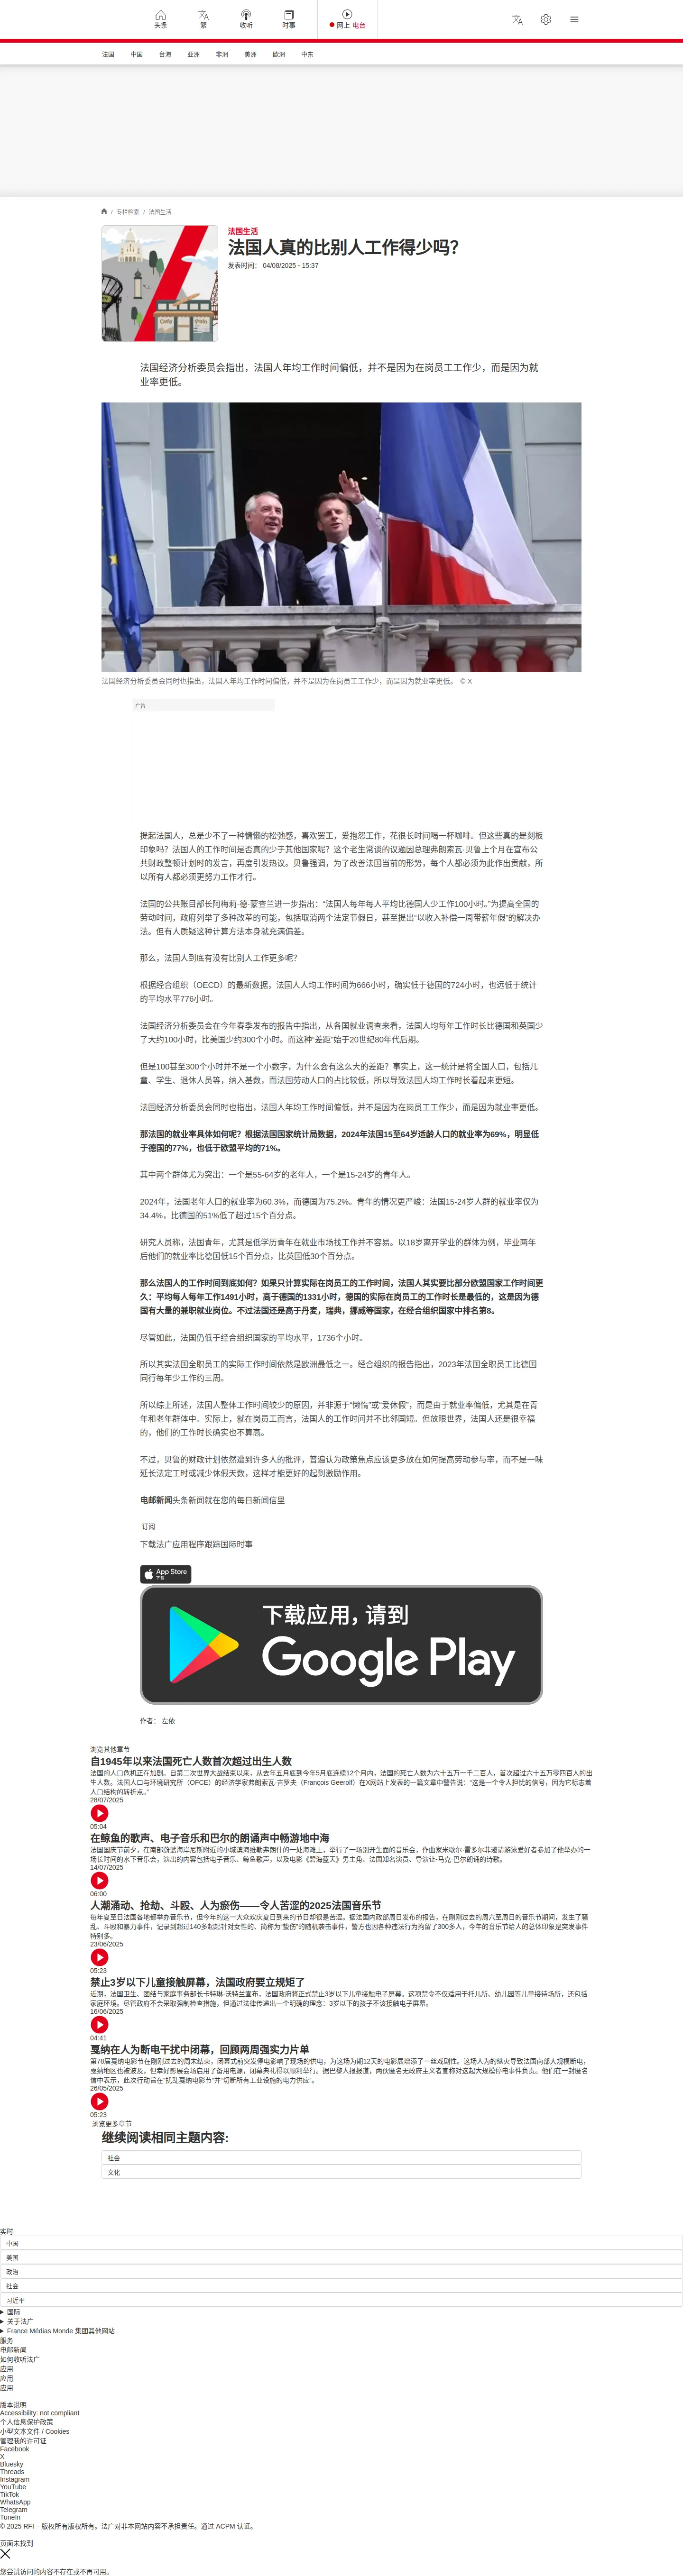 头条
繁
收听
时事
网上 电台
法国
中国
台海
亚洲
非洲
美洲
欧洲
中东
/ 专栏检索 / 法国生活
法国生活
法国人真的比别人工作得少吗？
发表时间： 04/08/2025 - 15:37
法国经济分析委员会指出，法国人年均工作时间偏低，并不是因为在岗员工工作少，而是因为就
业率更低。
法国经济分析委员会同时也指出，法国人年均工作时间偏低，并不是因为在岗员工工作少，而是因为就业率更低。 © X
广告
提起法国人，总是少不了一种慵懒的松弛感，喜欢罢工，爱抱怨工作，花很长时间喝一杯咖啡。但这些真的是刻板
印象吗？法国人的工作时间是否真的少于其他国家呢？这个老生常谈的议题因总理弗朗索瓦·贝鲁上个月在宣布公
共财政整顿计划时的发言，再度引发热议。贝鲁强调，为了改善法国当前的形势，每个人都必须为此作出贡献，所
以所有人都必须更努力工作才行。
法国的公共账目部长阿梅莉·德·蒙查兰进一步指出：“法国人每年每人平均比德国人少工作100小时。”为提高全国的
劳动时间，政府列举了多种改革的可能，包括取消两个法定节假日，甚至提出“以收入补偿一周带薪年假”的解决办
法。但有人质疑这种计算方法本身就充满偏差。
那么，法国人到底有没有比别人工作更多呢？
根据经合组织（OECD）的最新数据，法国人人均工作时间为666小时，确实低于德国的724小时，也远低于统计
的平均水平776小时。
法国经济分析委员会在今年春季发布的报告中指出，从各国就业调查来看，法国人均每年工作时长比德国和英国少
了大约100小时，比美国少约300个小时。而这种“差距”始于20世纪80年代后期。
但是100甚至300个小时并不是一个小数字，为什么会有这么大的差距？事实上，这一统计是将全国人口，包括儿
童、学生、退休人员等，纳入基数，而法国劳动人口的占比较低，所以导致法国人均工作时长看起来更短。
法国经济分析委员会同时也指出，法国人年均工作时间偏低，并不是因为在岗员工工作少，而是因为就业率更低。
那法国的就业率具体如何呢？根据法国国家统计局数据，2024年法国15至64岁适龄人口的就业率为69%，明显低
于德国的77%，也低于欧盟平均的71%。
其中两个群体尤为突出：一个是55-64岁的老年人，一个是15-24岁的青年人。
2024年，法国老年人口的就业率为60.3%，而德国为75.2%。青年的情况更严峻：法国15-24岁人群的就业率仅为
34.4%，比德国的51%低了超过15个百分点。
研究人员称，法国青年，尤其是低学历青年在就业市场找工作并不容易。以18岁离开学业的群体为例，毕业两年
后他们的就业率比德国低15个百分点，比英国低30个百分点。
那么法国人的工作时间到底如何？如果只计算实际在岗员工的工作时间，法国人其实要比部分欧盟国家工作时间更
久：平均每人每年工作1491小时，高于德国的1331小时，德国的实际在岗员工的工作时长是最低的，这是因为德
国有大量的兼职就业岗位。不过法国还是高于丹麦，瑞典，挪威等国家，在经合组织国家中排名第8。
尽管如此，法国仍低于经合组织国家的平均水平，1736个小时。
所以其实法国全职员工的实际工作时间依然是欧洲最低之一。经合组织的报告指出，2023年法国全职员工比德国
同行每年少工作约三周。
所以综上所述，法国人整体工作时间较少的原因，并非源于“懒惰”或“爱休假”，而是由于就业率偏低，尤其是在青
年和老年群体中。实际上，就在岗员工而言，法国人的工作时间并不比邻国短。但放眼世界，法国人还是很幸福
的，他们的工作时长确实也不算高。
不过，贝鲁的财政计划依然遭到许多人的批评，普遍认为政策焦点应该更多放在如何提高劳动参与率，而不是一味
延长法定工时或减少休假天数，这样才能更好的起到激励作用。
电邮新闻头条新闻就在您的每日新闻信里
订阅
下载法广应用程序跟踪国际时事
App Store
下载
下载应用，请到
Google Play
作者： 左依
浏览其他章节
自1945年以来法国死亡人数首次超过出生人数
法国的人口危机正在加剧。自第二次世界大战结束以来，从去年五月底到今年5月底连续12个月内，法国的死亡人数为六十五万一千二百人，首次超过六十五万零四百人的出
生人数。法国人口与环境研究所（OFCE）的经济学家弗朗索瓦·吉罗夫（François Geerolf）在X网站上发表的一篇文章中警告说：“这是一个令人担忧的信号，因为它标志着
人口结构的转折点。”
28/07/2025
05:04
在鲸鱼的歌声、电子音乐和巴尔的朗诵声中畅游地中海
法国国庆节前夕，在南部蔚蓝海岸尼斯附近的小城滨海维勒弗朗什的一处海滩上，举行了一场别开生面的音乐会，作曲家米歇尔·雷多尔菲邀请游泳爱好者参加了他举办的一
场长时间的水下音乐会，演出的内容包括电子音乐、鲸鱼歌声，以及电影《碧海蓝天》男主角、法国知名演员、导演让-马克·巴尔朗诵的诗歌。
14/07/2025
06:00
人潮涌动、抢劫、斗殴、人为瘀伤——令人苦涩的2025法国音乐节
每年夏至日法国各地都举办音乐节，但今年的这一大众欢庆夏日到来的节日却很是苦涩。据法国内政部周日发布的报告，在刚刚过去的周六至周日的音乐节期间，发生了骚
乱、斗殴和暴力事件，记录到超过140多起起针对女性的、简称为“蛰伤”的随机袭击事件，警方也因各种违法行为拘留了300多人，今年的音乐节给人的总体印象是突发事件
特别多。
23/06/2025
05:23
禁止3岁以下儿童接触屏幕，法国政府要立规矩了
近期，法国卫生、团结与家庭事务部长卡特琳·沃特兰宣布，法国政府将正式禁止3岁以下儿童接触电子屏幕。这项禁令不仅适用于托儿所、幼儿园等儿童接待场所，还包括
家庭环境。尽管政府不会采取强制检查措施，但通过法律传递出一个明确的理念：3岁以下的孩子不该接触电子屏幕。
16/06/2025
04:41
戛纳在人为断电干扰中闭幕，回顾两周强实力片单
第78届戛纳电影节在刚刚过去的周末结束，闭幕式前突发停电影响了现场的供电，为这场为期12天的电影展增添了一丝戏剧性。这场人为的纵火导致法国南部大规模断电，
戛纳地区也被波及，但幸好影展会场启用了备用电源，闭幕典礼得以顺利举行。据巴黎人报报道，两伙匿名无政府主义者宣称对这起大规模停电事件负责。他们在一封匿名
信中表示，此次行动旨在“扰乱戛纳电影节”并“切断所有工业设施的电力供应”。
26/05/2025
05:23
浏览更多章节
继续阅读相同主题内容:
社会
文化
实时
中国
美国
政治
社会
习近平
国际
关于法广
France Médias Monde 集团其他网站
服务
电邮新闻
如何收听法广
应用
应用
应用
版本说明
Accessibility: not compliant
个人信息保护政策
小型文本文件 / Cookies
管理我的许可证
Facebook
X
Bluesky
Threads
Instagram
YouTube
TikTok
WhatsApp
Telegram
TuneIn
© 2025 RFI – 版权所有版权所有。法广对非本网站内容不承担责任。通过 ACPM 认证。
页面未找到
您尝试访问的内容不存在或不再可用。